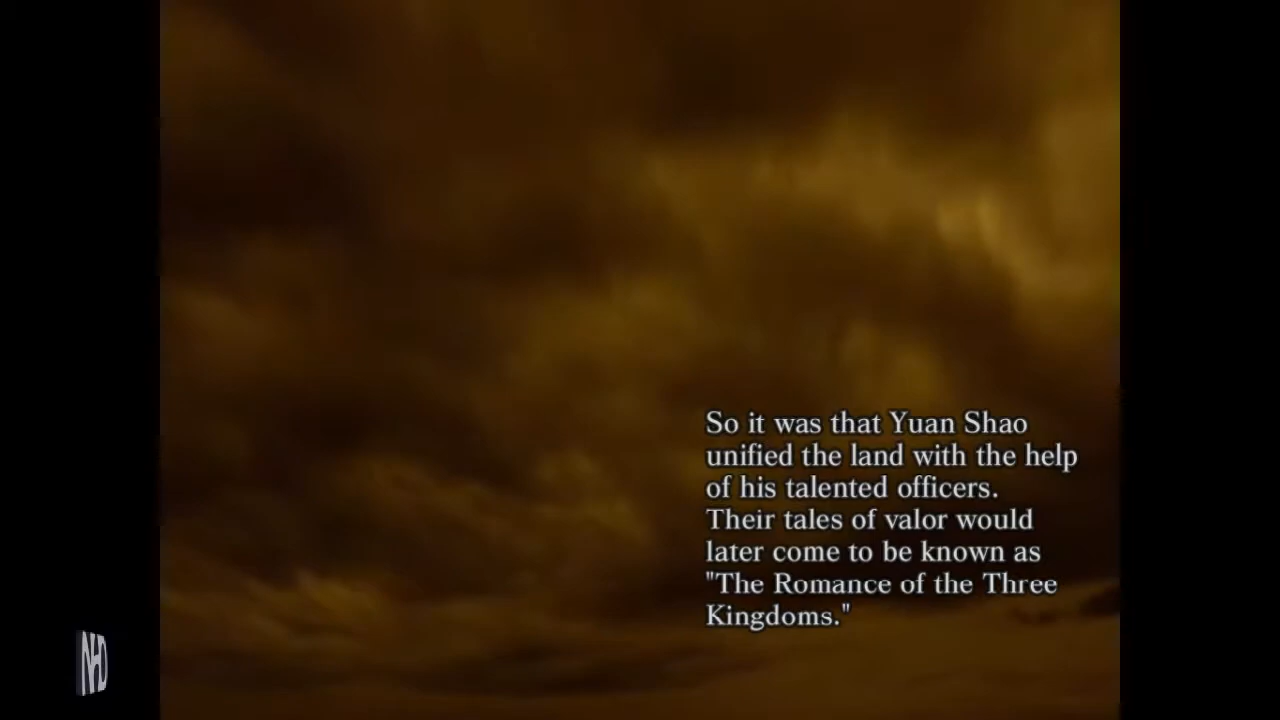 So it was that Yuan Shao
unified the land with the help
of his talented officers.
Their tales of valor would
later come to be known as
"The Romance of the Three
Kingdoms."
NHD